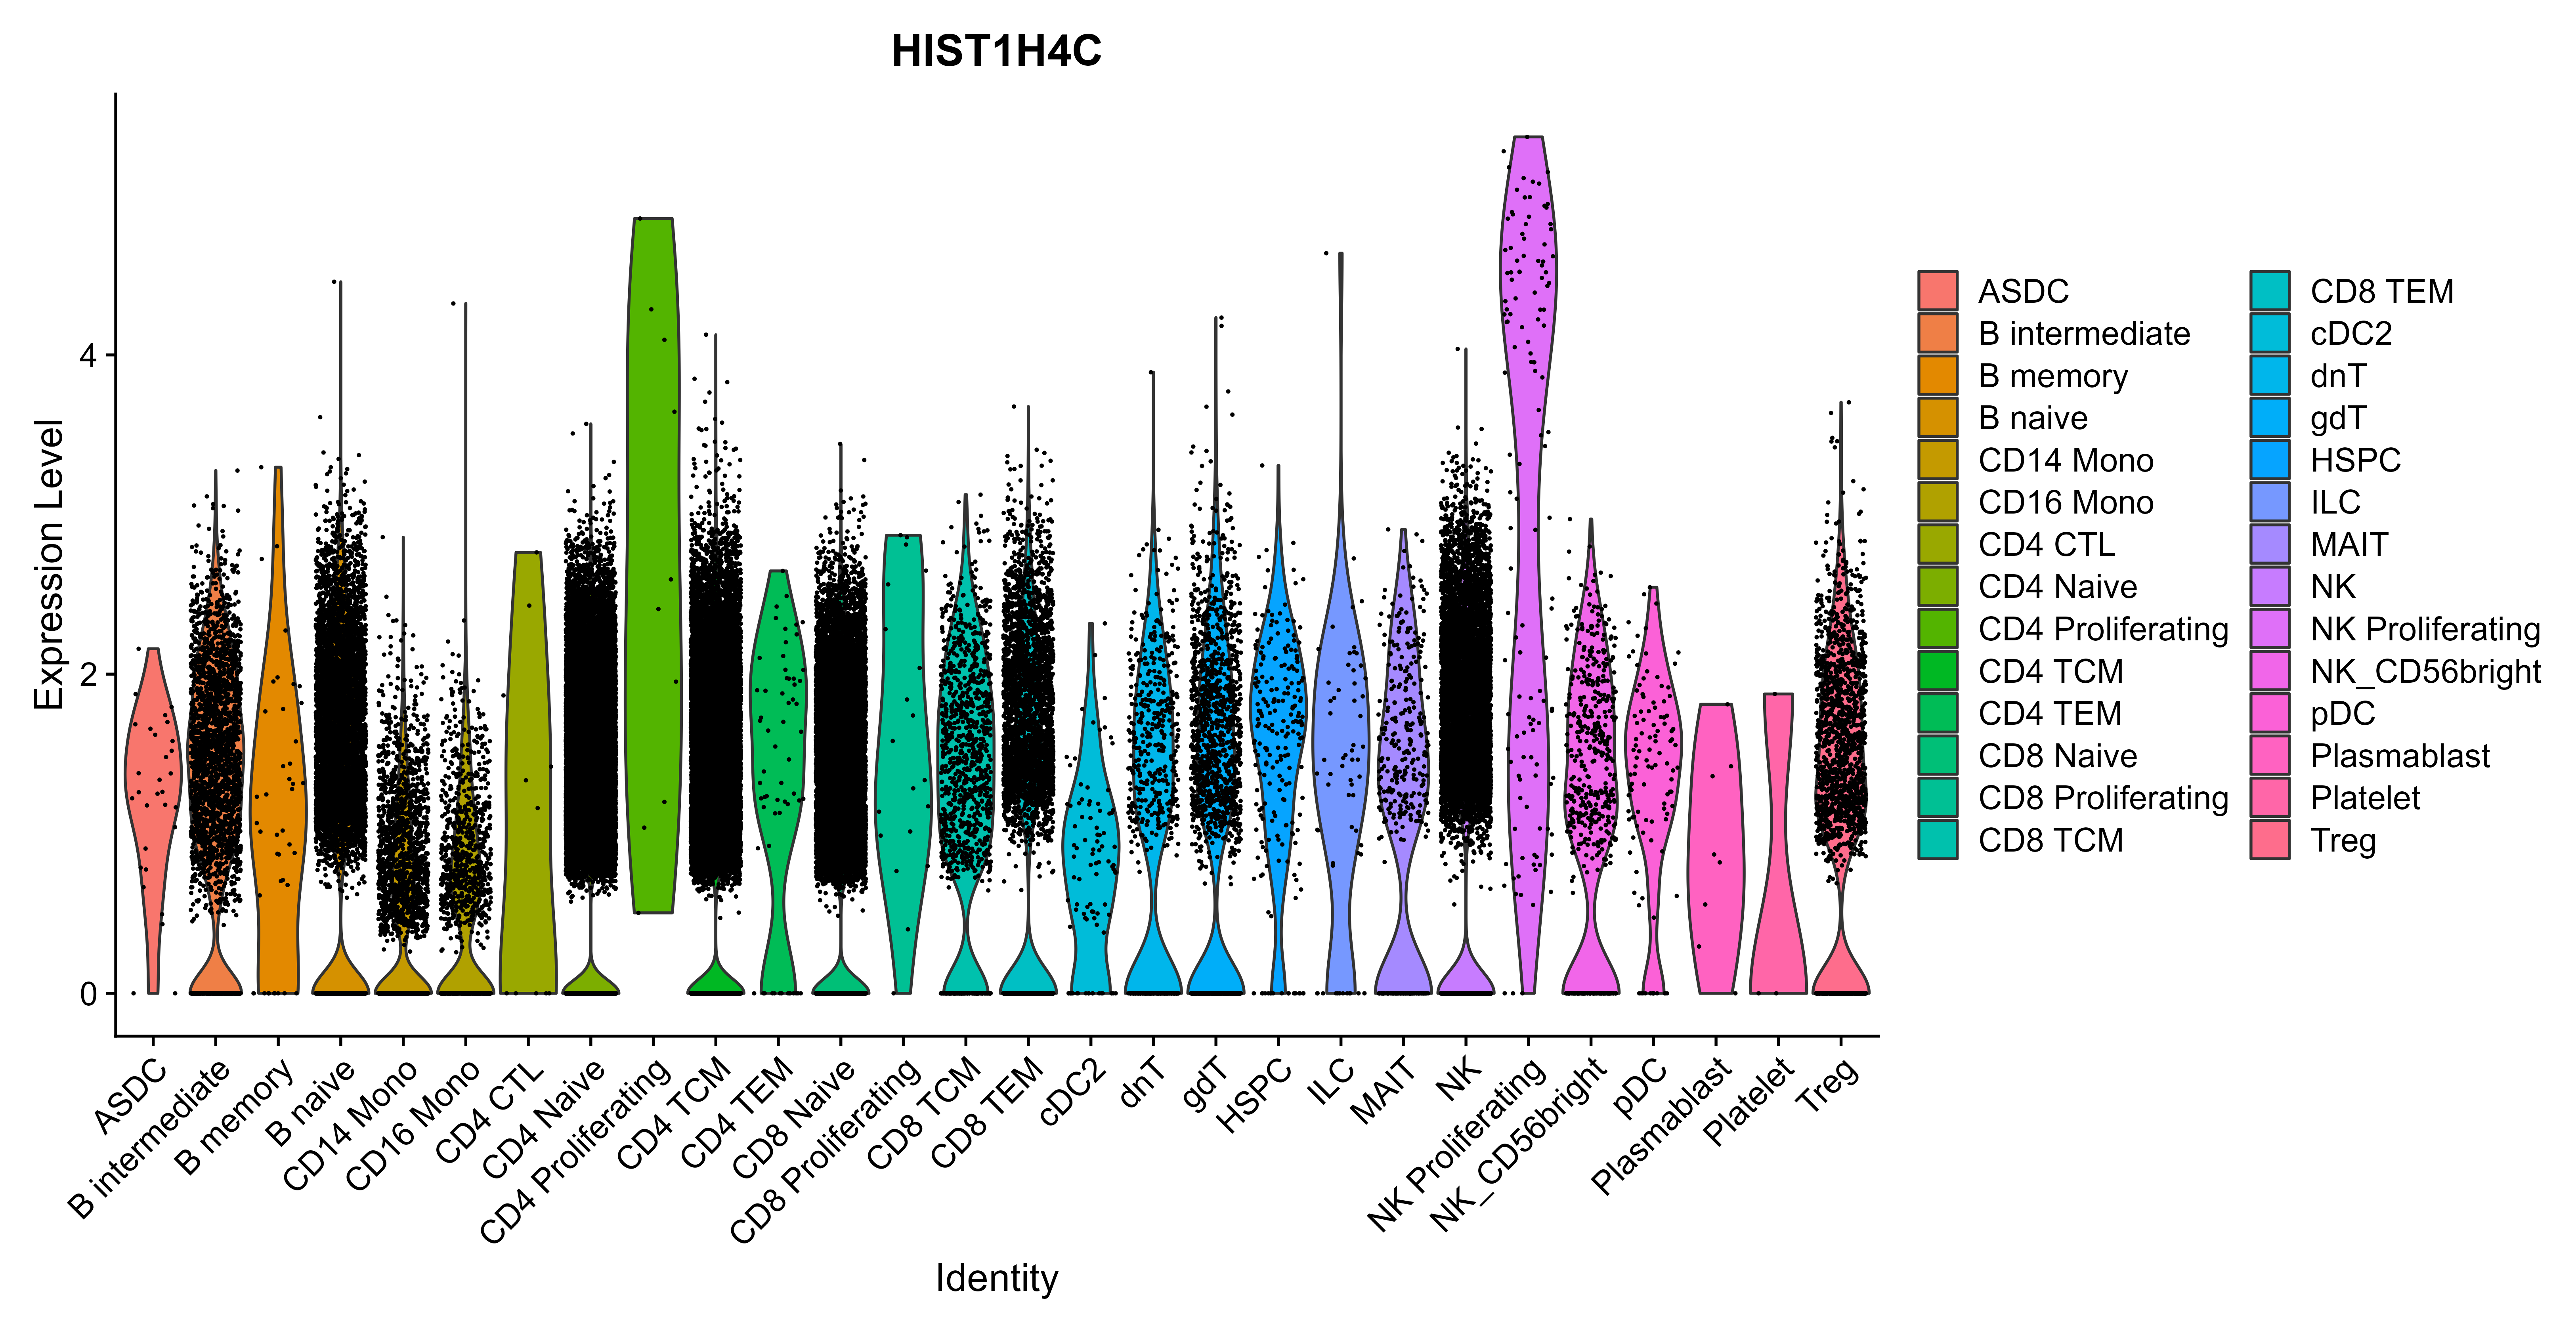 HIST1H4C
Expression Level
4
2
0
ASDC
B intermediate
B memory
B naive
CD14 Mono
CD16 Mono
CD4 CTL
CD4 Naive
CD4 Proliferating
CD4 TCM
CD4 TEM
CD8 Naive
CD8 Proliferating
CD8 TCM
CD8 TEM
cDC2
dnT
gdT
HSPC
ILC
MAIT
NK
NK Proliferating
NK_CD56bright
pDC
Plasmablast
Platelet
Treg
Identity
ASDC
B intermediate
B memory
B naive
CD14 Mono
CD16 Mono
CD4 CTL
CD4 Naive
CD4 Proliferating
CD4 TCM
CD4 TEM
CD8 Naive
CD8 Proliferating
CD8 TCM
CD8 TEM
cDC2
dnT
gdT
HSPC
ILC
MAIT
NK
NK Proliferating
NK_CD56bright
pDC
Plasmablast
Platelet
Treg